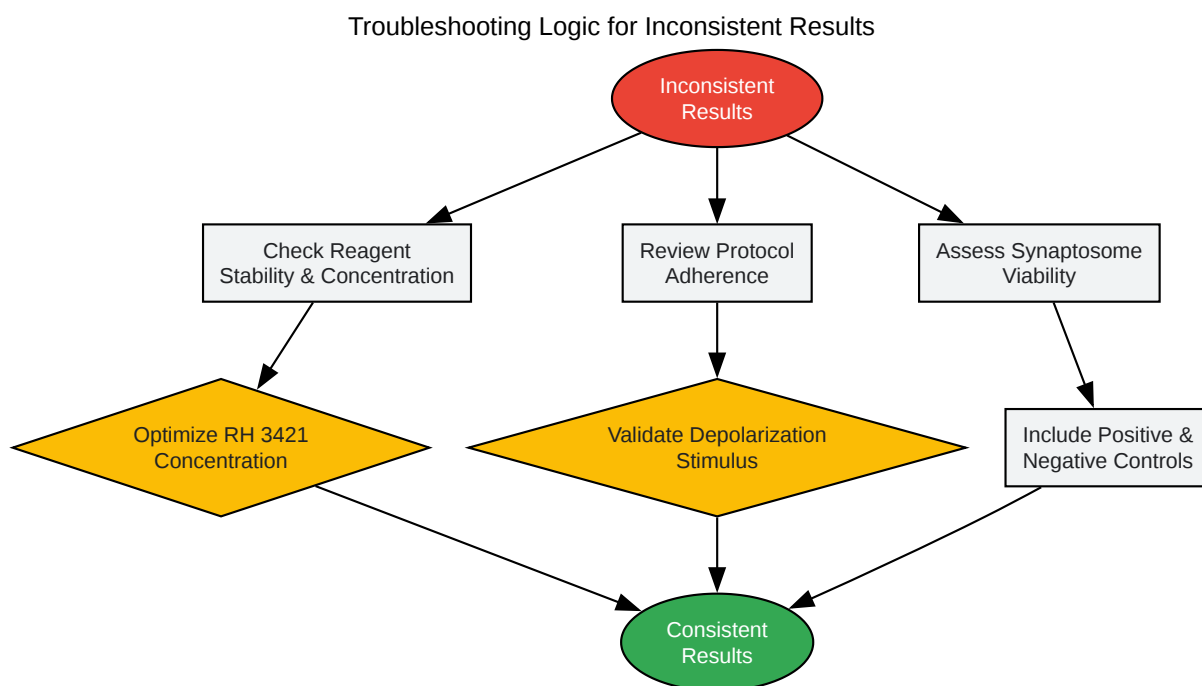 Troubleshooting Logic for Inconsistent Results
Inconsistent
Results
Check Reagent
Stability & Concentration
Review Protocol
Adherence
Assess Synaptosome
Viability
Optimize RH 3421
Concentration
Validate Depolarization
Stimulus
Include Positive &
Negative Controls
Consistent
Results